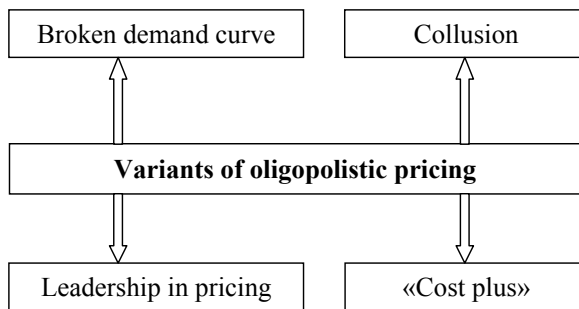 Broken demand curve
Collusion
Variants of oligopolistic pricing
Leadership in pricing
«Cost plus»